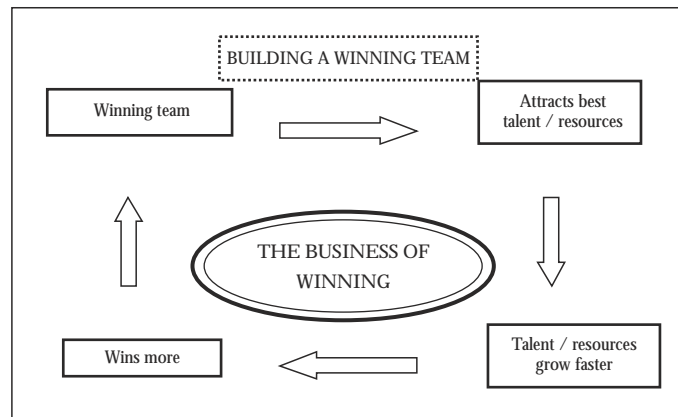 BUILDING A WINNING TEAM
Winning team
Attracts best
talent / resources
THE BUSINESS OF
WINNING
Wins more
Talent / resources
grow faster